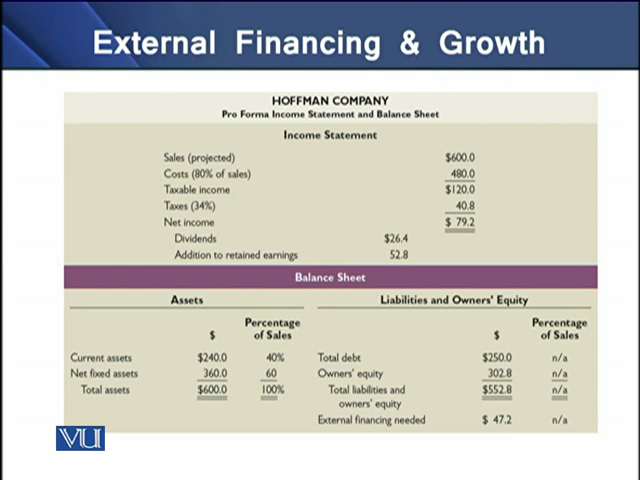 External Financing & Growth
HOFFMAN COMPANY
Pro Forma Income Statement and Balance Sheet
Income Statement
Sales (projected) $600.0
Costs (80% of sales) 480.0
Taxable income $120.0
Taxes (34%) 40.8
Net income $ 79.2
Dividends $26.4
Addition to retained earnings 52.8
Balance Sheet
Assets Liabilities and Owners' Equity
Percentage Percentage
$ of Sales $ of Sales
Current assets $240.0 40% Total debt $250.0 n/a
Net fixed assets 360.0 60 Owners' equity 302.8 n/a
Total assets $600.0 100% Total liabilities and $552.8 n/a
owners' equity
External financing needed $ 47.2 n/a
VU